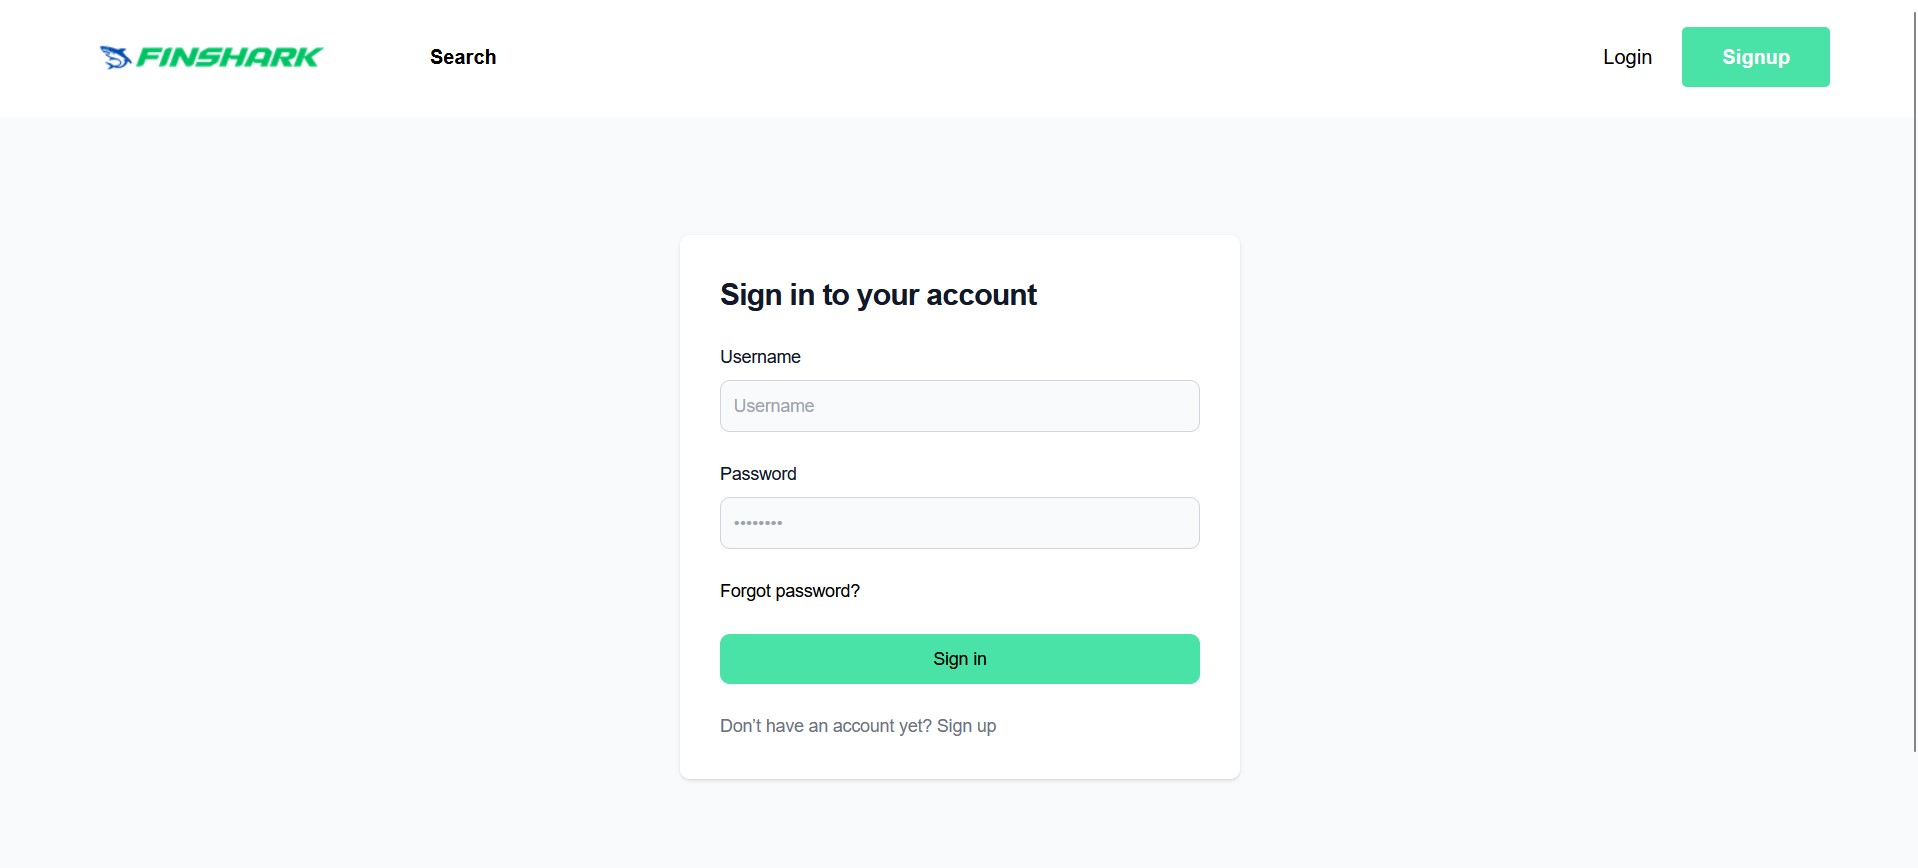 FINSHARK
Search
Login
Signup
Sign in to your account
Username
Username
Password
••••••••
Forgot password?
Sign in
Don’t have an account yet? Sign up